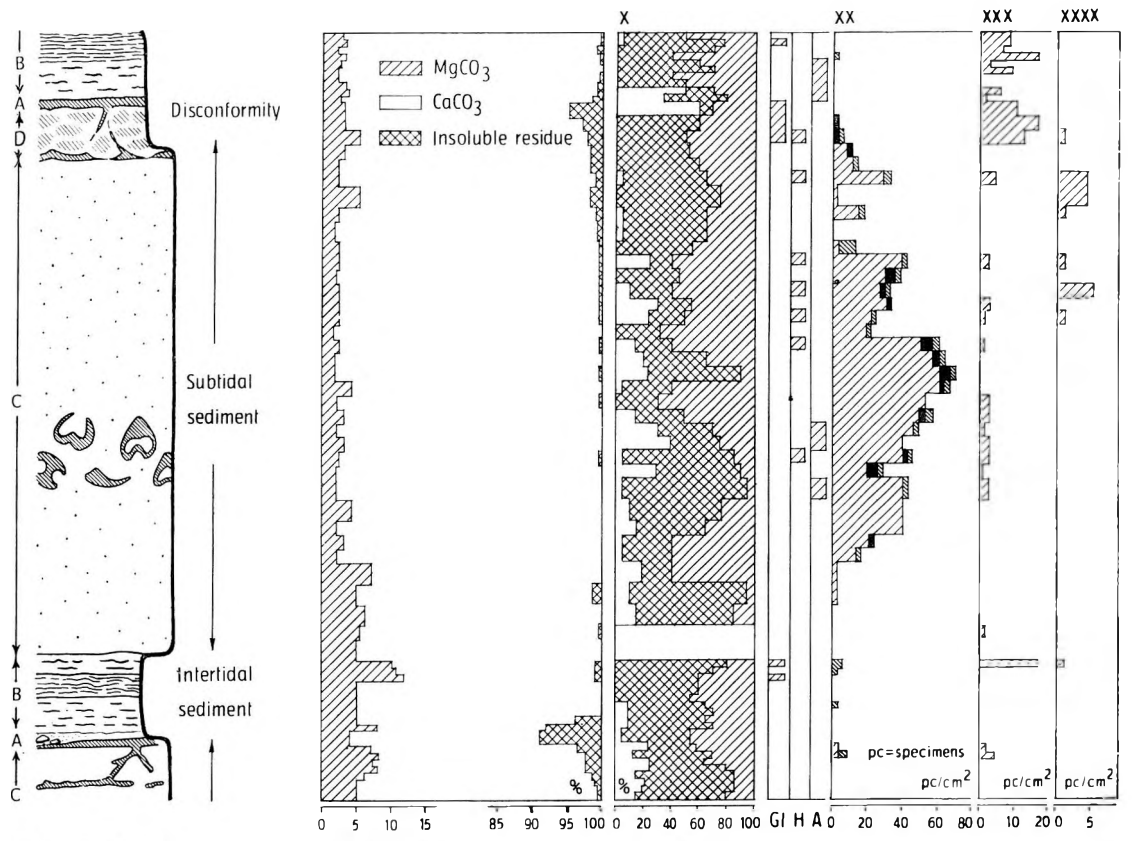 X
XX
XXX
XXXX
B
A
D
C
B
A
C
Disconformity
Subtidal
sediment
Intertidal
sediment
MgCO3
CaCO3
Insoluble residue
%
%
pc=specimens
pc/cm2
pc/cm2
pc/cm2
0 5 10 15 85 90 95 100
0 20 40 60 80 100
Gl H A
0 20 40 60 80
0 10 20
0 5